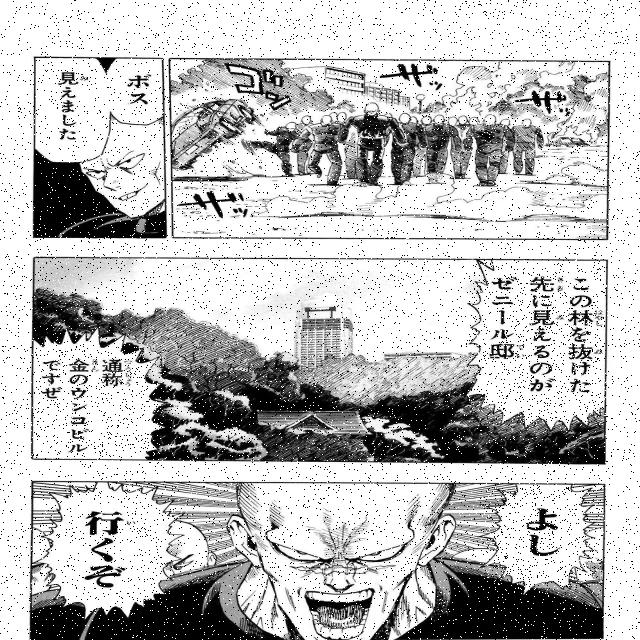 ゴッ
ザッ
ザッ
ザッ
ボス
見えました
この林を抜けた
先に見えるのが
ゼニール邸
通称
金のウンコビル
ですぜ
よし
行くぞ